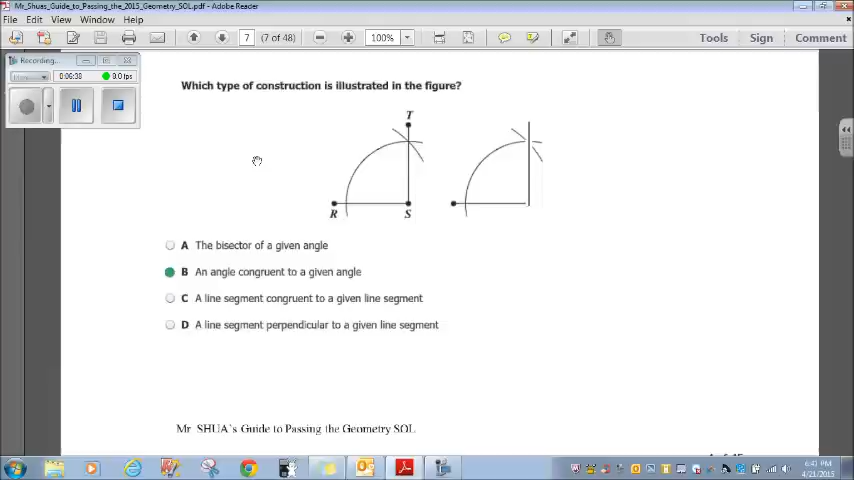 Mr_Shuas_Guide_to_Passing_the_2015_Geometry_SOL.pdf - Adobe Reader
File Edit View Window Help
7 (7 of 48) 100% Tools Sign Comment
Recording...
0:06:38 0.0 fps
Which type of construction is illustrated in the figure?
T
R S
A The bisector of a given angle
B An angle congruent to a given angle
C A line segment congruent to a given line segment
D A line segment perpendicular to a given line segment
Mr SHUA's Guide to Passing the Geometry SOL
6:41 PM
4/21/2015